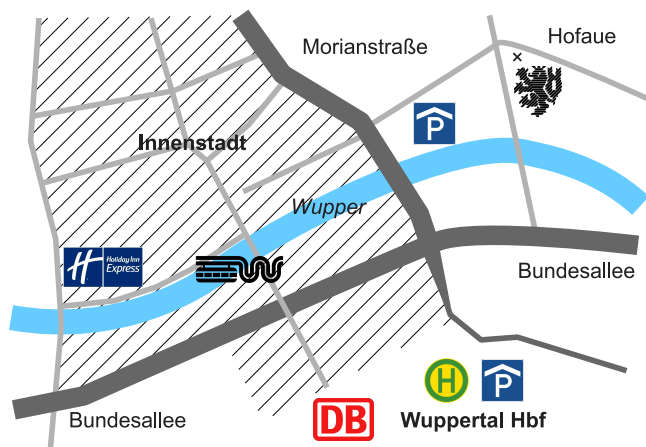 Morianstraße
Hofaue
P
Innenstadt
Wupper
H Holiday Inn
Express
Bundesallee
H
P
DB
Wuppertal Hbf
Bundesallee